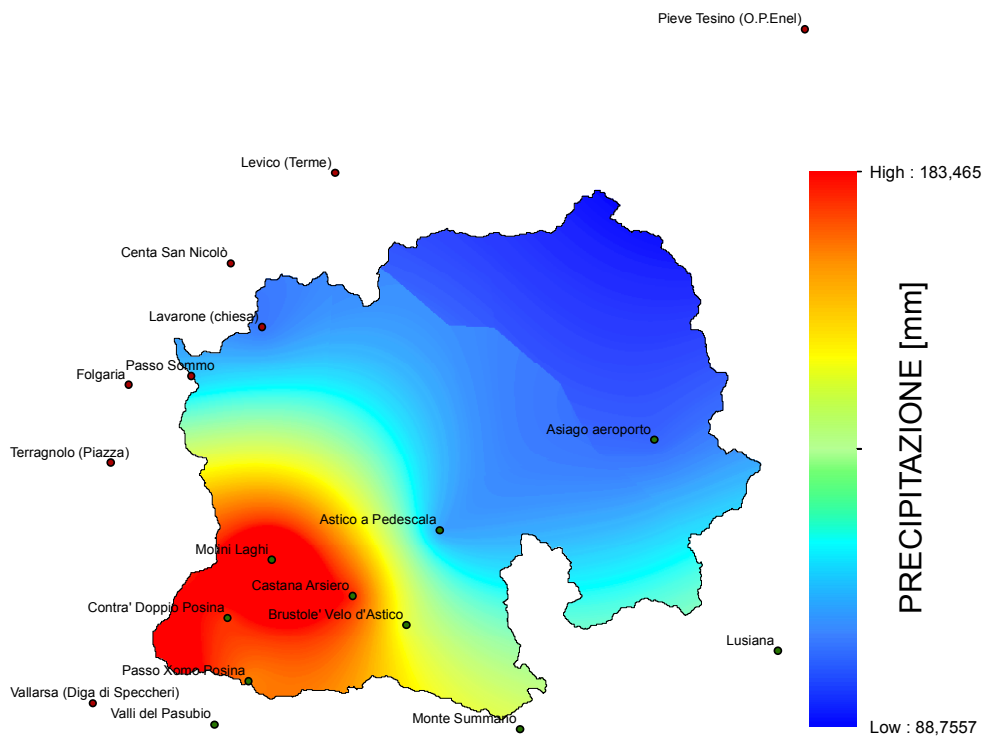 Pieve Tesino (O.P.Enel)
Levico (Terme)
High : 183,465
Centa San Nicolò
Lavarone (chiesa)
Passo Sommo
Folgaria
PRECIPITAZIONE [mm]
Asiago aeroporto
Terragnolo (Piazza)
Astico a Pedescala
Molini Laghi
Castana Arsiero
Contra' Doppio Posina
Brustole' Velo d'Astico
Lusiana
Passo Xomo Posina
Vallarsa (Diga di Speccheri)
Valli del Pasubio
Monte Summano
Low : 88,7557